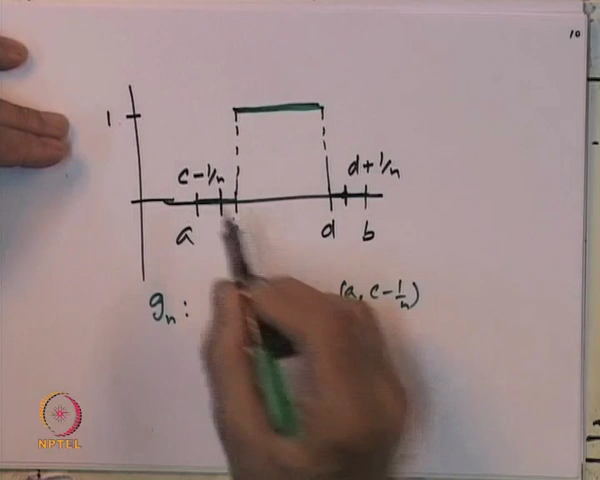 10
1
c-1/n d+1/n
a d b
gₙ: (a, c-1/n)
NPTEL